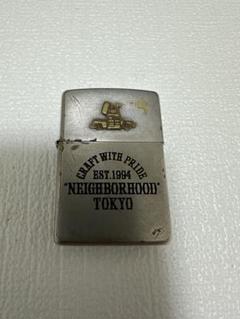 CRAFT WITH PRIDE
EST.1994
"NEIGHBORHOOD"
TOKYO